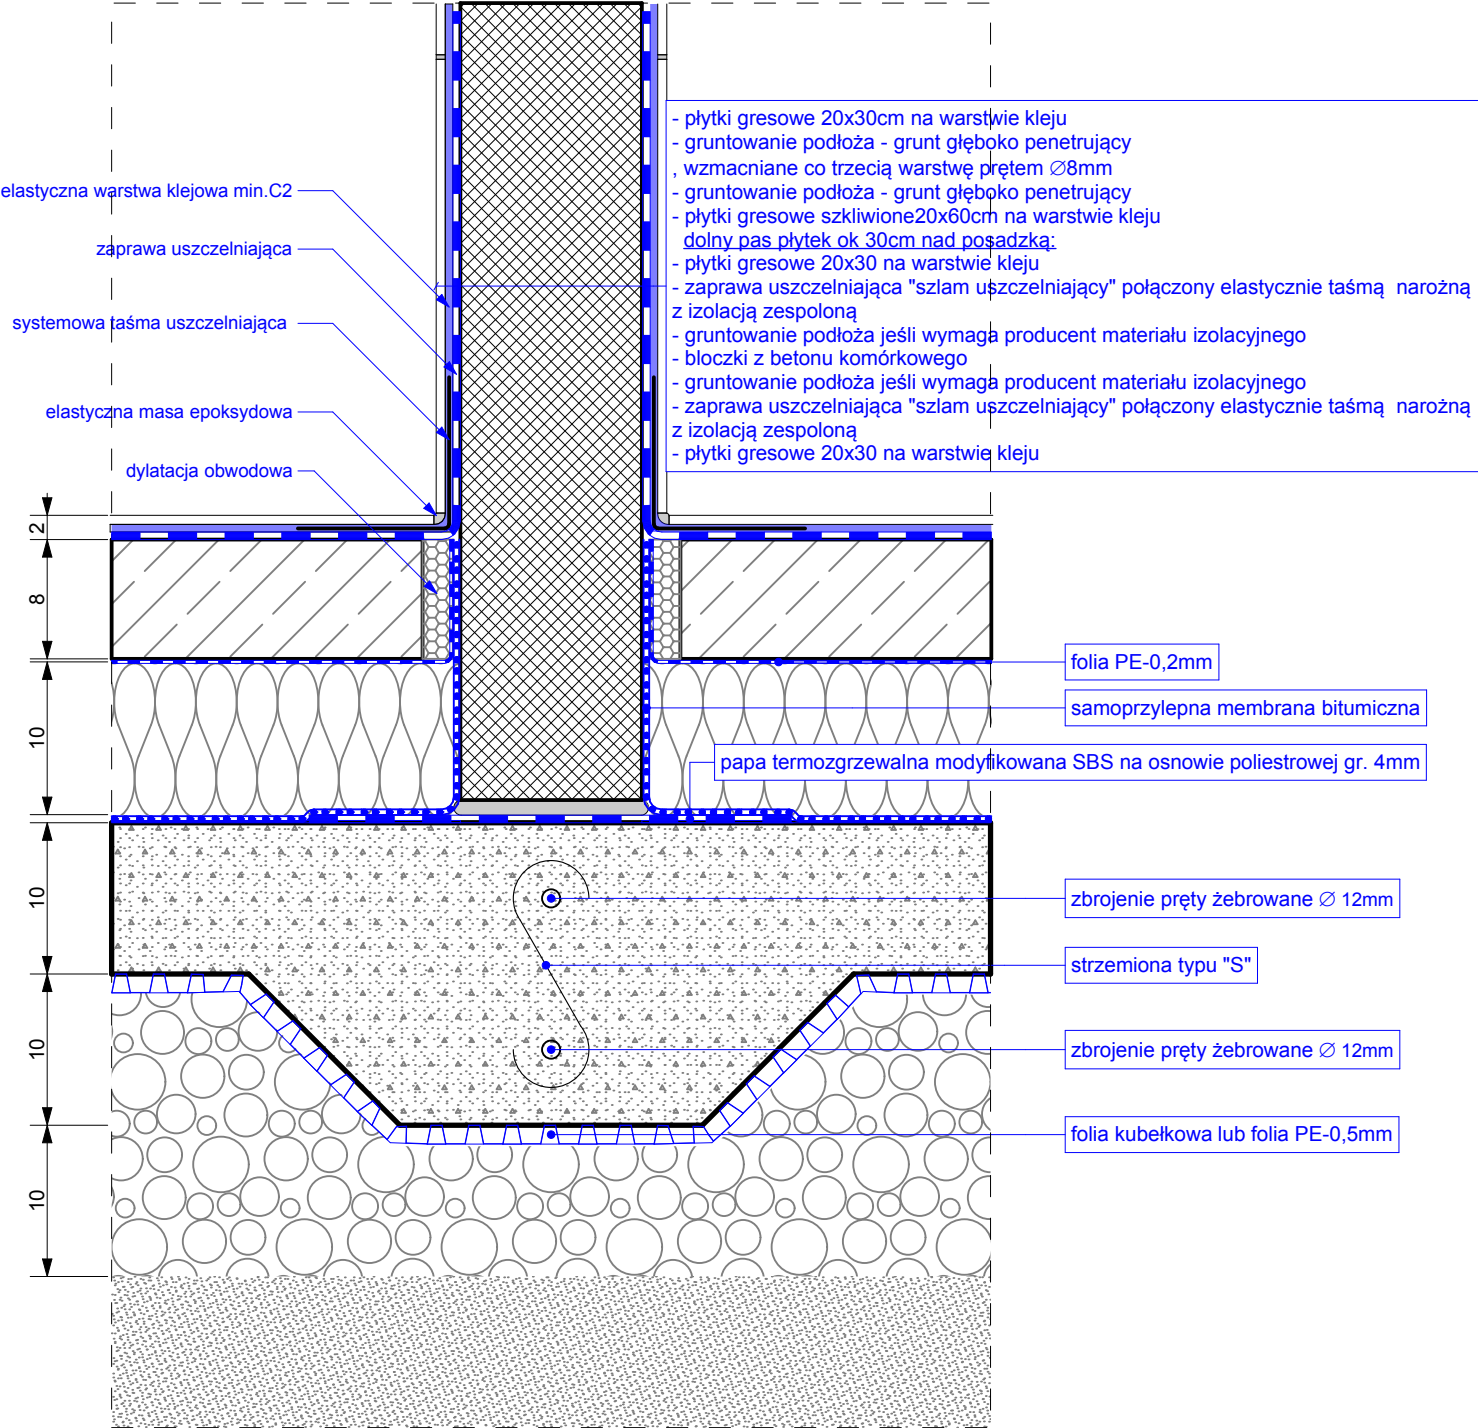 - płytki gresowe 20x30cm na warstwie kleju
- gruntowanie podłoża - grunt głęboko penetrujący
, wzmacniane co trzecią warstwę prętem ∅8mm
- gruntowanie podłoża - grunt głęboko penetrujący
- płytki gresowe szkliwione20x60cm na warstwie kleju
dolny pas płytek ok 30cm nad posadzką:
- płytki gresowe 20x30 na warstwie kleju
- zaprawa uszczelniająca "szlam uszczelniający" połączony elastycznie taśmą narożną
z izolacją zespoloną
- gruntowanie podłoża jeśli wymaga producent materiału izolacyjnego
- bloczki z betonu komórkowego
- gruntowanie podłoża jeśli wymaga producent materiału izolacyjnego
- zaprawa uszczelniająca "szlam uszczelniający" połączony elastycznie taśmą narożną
z izolacją zespoloną
- płytki gresowe 20x30 na warstwie kleju
elastyczna warstwa klejowa min.C2
zaprawa uszczelniająca
systemowa taśma uszczelniająca
elastyczna masa epoksydowa
dylatacja obwodowa
2
8
10
10
10
10
folia PE-0,2mm
samoprzylepna membrana bitumiczna
papa termozgrzewalna modyfikowana SBS na osnowie poliestrowej gr. 4mm
zbrojenie pręty żebrowane ∅ 12mm
strzemiona typu "S"
zbrojenie pręty żebrowane ∅ 12mm
folia kubełkowa lub folia PE-0,5mm